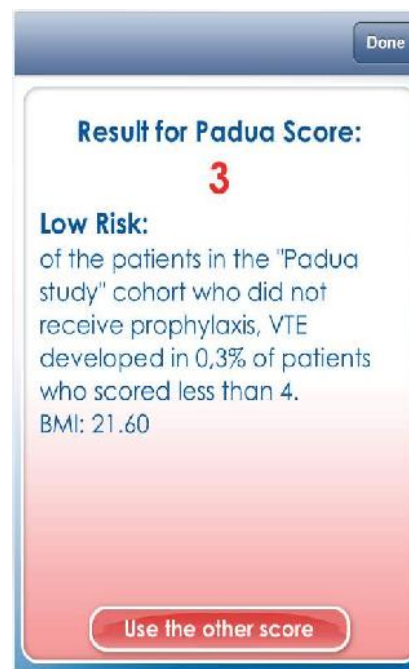 Done
Result for Padua Score:
3
Low Risk:
of the patients in the "Padua
study" cohort who did not
receive prophylaxis, VTE
developed in 0,3% of patients
who scored less than 4.
BMI: 21.60
Use the other score